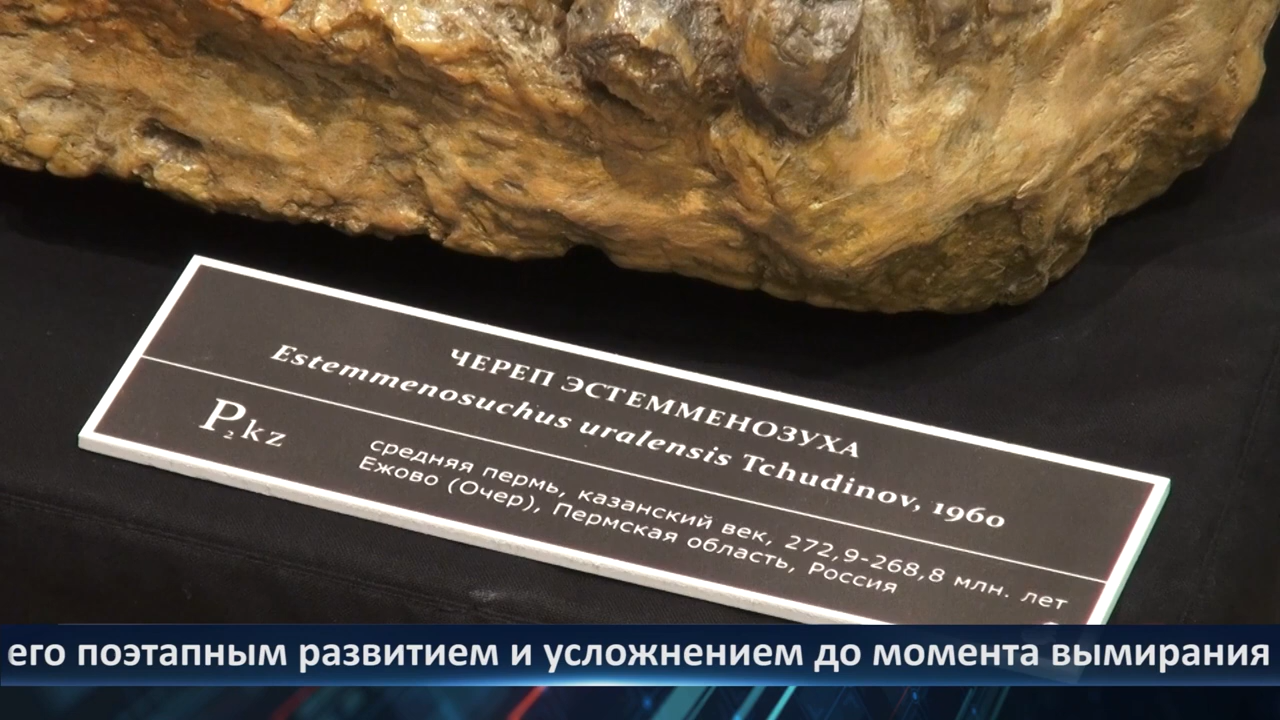 ЧЕРЕП ЭСТЕММЕНОЗУХА
Estemmenosuchus uralensis Tchudinov, 1960
P₂kz
средняя пермь, казанский век, 272,9-268,8 млн. лет
Ежово (Очер), Пермская область, Россия
его поэтапным развитием и усложнением до момента вымирания